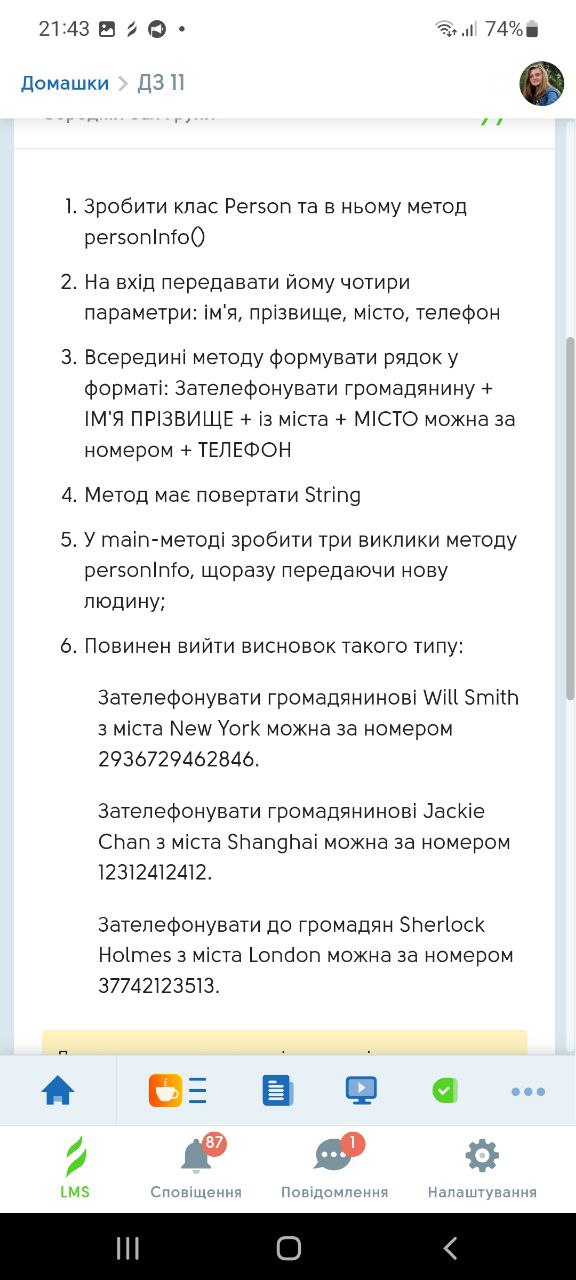 21:43
74%
Домашки > ДЗ 11
1. Зробити клас Person та в ньому метод
personInfo()
2. На вхід передавати йому чотири
параметри: ім'я, прізвище, місто, телефон
3. Всередині методу формувати рядок у
форматі: Зателефонувати громадянину +
ІМ'Я ПРІЗВИЩЕ + із міста + МІСТО можна за
номером + ТЕЛЕФОН
4. Метод має повертати String
5. У main-методі зробити три виклики методу
personInfo, щоразу передаючи нову
людину;
6. Повинен вийти висновок такого типу:
Зателефонувати громадянинові Will Smith
з міста New York можна за номером
2936729462846.
Зателефонувати громадянинові Jackie
Chan з міста Shanghai можна за номером
12312412412.
Зателефонувати до громадян Sherlock
Holmes з міста London можна за номером
37742123513.
87
1
LMS
Сповіщення
Повідомлення
Налаштування